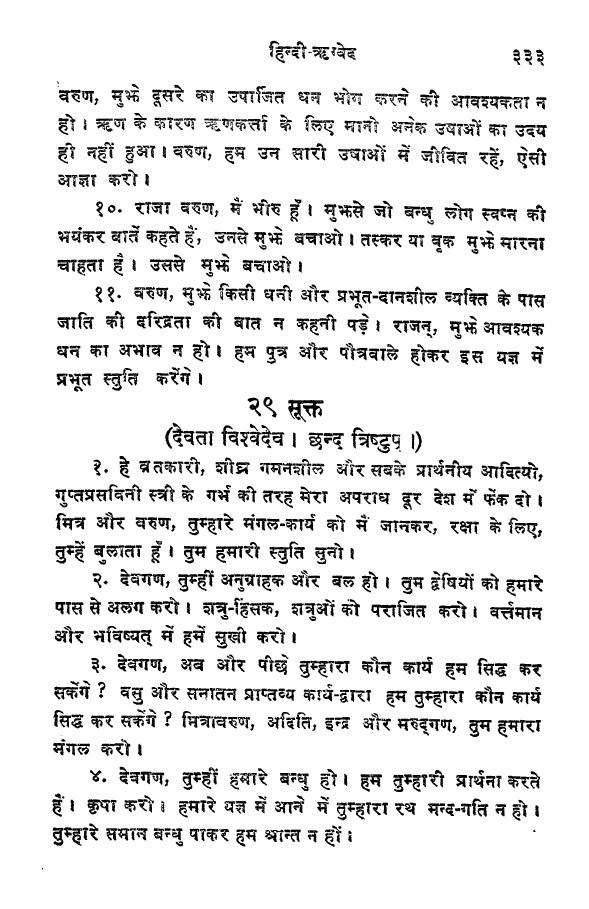 हिन्दी-ऋग्वेद ३३३
वरुण, मुझे दूसरे का उपार्जित धन भोग करने की आवश्यकता न
हो। ऋण के कारण ऋणकर्त्ता के लिए मानो अनेक उषाओं का उदय
ही नहीं हुआ। वरुण, हम उन सारी उषाओं में जीवित रहें, ऐसी
आज्ञा करो।
१०. राजा वरुण, मैं भीरु हूँ। मुझसे जो बन्धु लोग स्वप्न की
भयंकर बातें कहते हैं, उनसे मुझे बचाओ। तस्कर या वृक मुझे मारना
चाहता है। उससे मुझे बचाओ।
११. वरुण, मुझे किसी धनी और प्रभूत-दानशील व्यक्ति के पास
जाति की दरिद्रता की बात न कहनी पड़े। राजन्, मुझे आवश्यक
धन का अभाव न हो। हम पुत्र और पौत्रवाले होकर इस यज्ञ में
प्रभूत स्तुति करेंगे।
२९ सूक्त
(देवता विश्वेदेव। छन्द त्रिष्टुप्।)
१. हे व्रतकारी, शीघ्र गमनशील और सबके प्रार्थनीय आदित्यो,
गुप्तप्रसविनी स्त्री के गर्भ की तरह मेरा अपराध दूर देश में फेंक दो।
मित्र और वरुण, तुम्हारे मंगल-कार्य को मैं जानकर, रक्षा के लिए,
तुम्हें बुलाता हूँ। तुम हमारी स्तुति सुनो।
२. देवगण, तुम्हीं अनुग्राहक और बल हो। तुम द्वेषियों को हमारे
पास से अलग करो। शत्रु-हिंसक, शत्रुओं को पराजित करो। वर्त्तमान
और भविष्यत् में हमें सुखी करो।
३. देवगण, अब और पीछे तुम्हारा कौन कार्य हम सिद्ध कर
सकेंगे? वसु और सनातन प्राप्तव्य कार्य-द्वारा हम तुम्हारा कौन कार्य
सिद्ध कर सकेंगे? मित्रावरुण, अदिति, इन्द्र और मरुद्गण, तुम हमारा
मंगल करो।
४. देवगण, तुम्हीं हमारे बन्धु हो। हम तुम्हारी प्रार्थना करते
हैं। कृपा करो। हमारे यज्ञ में आने में तुम्हारा रथ मन्द-गति न हो।
तुम्हारे समान बन्धु पाकर हम श्रान्त न हों।